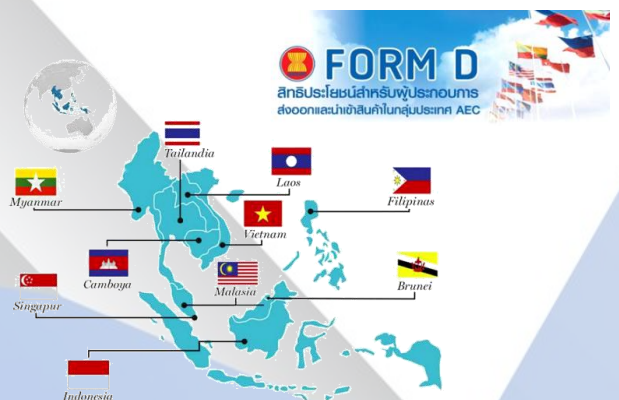 FORM D
สิทธิประโยชน์สำหรับผู้ประกอบการ
ส่งออกและนำเข้าสินค้าในกลุ่มประเทศ AEC
Tailandia
Laos
Myanmar
Filipinas
Vietnam
Camboya
Malasia
Brunei
Singapur
Indonesia